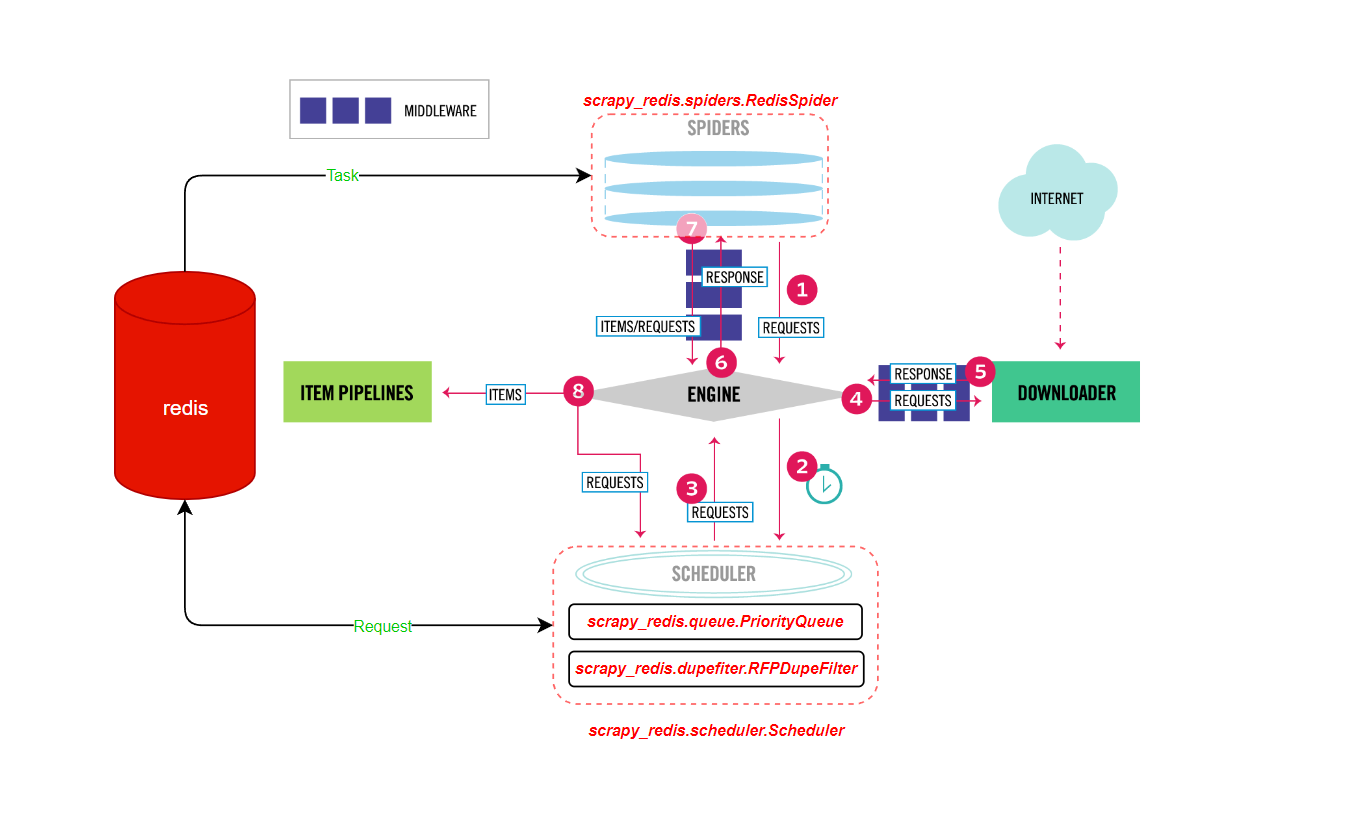 MIDDLEWARE
scrapy_redis.spiders.RedisSpider
SPIDERS
Task
INTERNET
7
RESPONSE
1
ITEMS/REQUESTS
REQUESTS
6
RESPONSE
5
ITEM PIPELINES
ITEMS
8
ENGINE
4
REQUESTS
DOWNLOADER
redis
REQUESTS
3
REQUESTS
2
SCHEDULER
scrapy_redis.queue.PriorityQueue
Request
scrapy_redis.dupefiter.RFPDupeFilter
scrapy_redis.scheduler.Scheduler